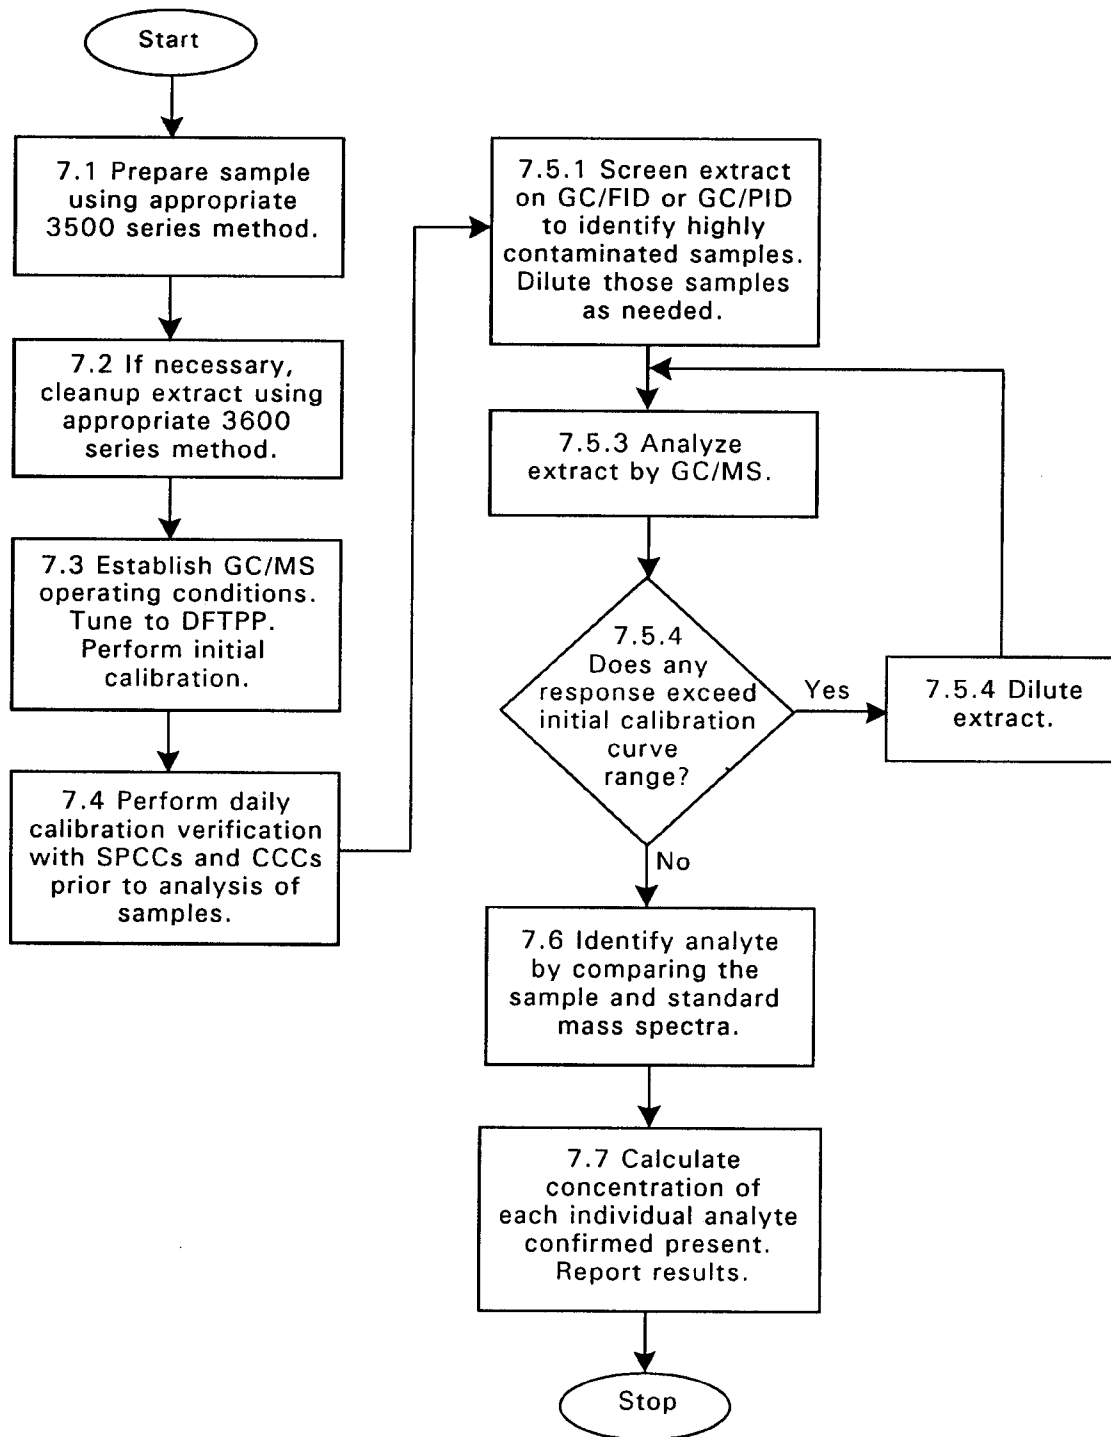 Start
7.1 Prepare sample
using appropriate
3500 series method.
7.2 If necessary,
cleanup extract using
appropriate 3600
series method.
7.3 Establish GC/MS
operating conditions.
Tune to DFTPP.
Perform initial
calibration.
7.4 Perform daily
calibration verification
with SPCCs and CCCs
prior to analysis of
samples.
7.5.1 Screen extract
on GC/FID or GC/PID
to identify highly
contaminated samples.
Dilute those samples
as needed.
7.5.3 Analyze
extract by GC/MS.
7.5.4
Does any
response exceed
initial calibration
curve
range?
Yes
7.5.4 Dilute
extract.
No
7.6 Identify analyte
by comparing the
sample and standard
mass spectra.
7.7 Calculate
concentration of
each individual analyte
confirmed present.
Report results.
Stop